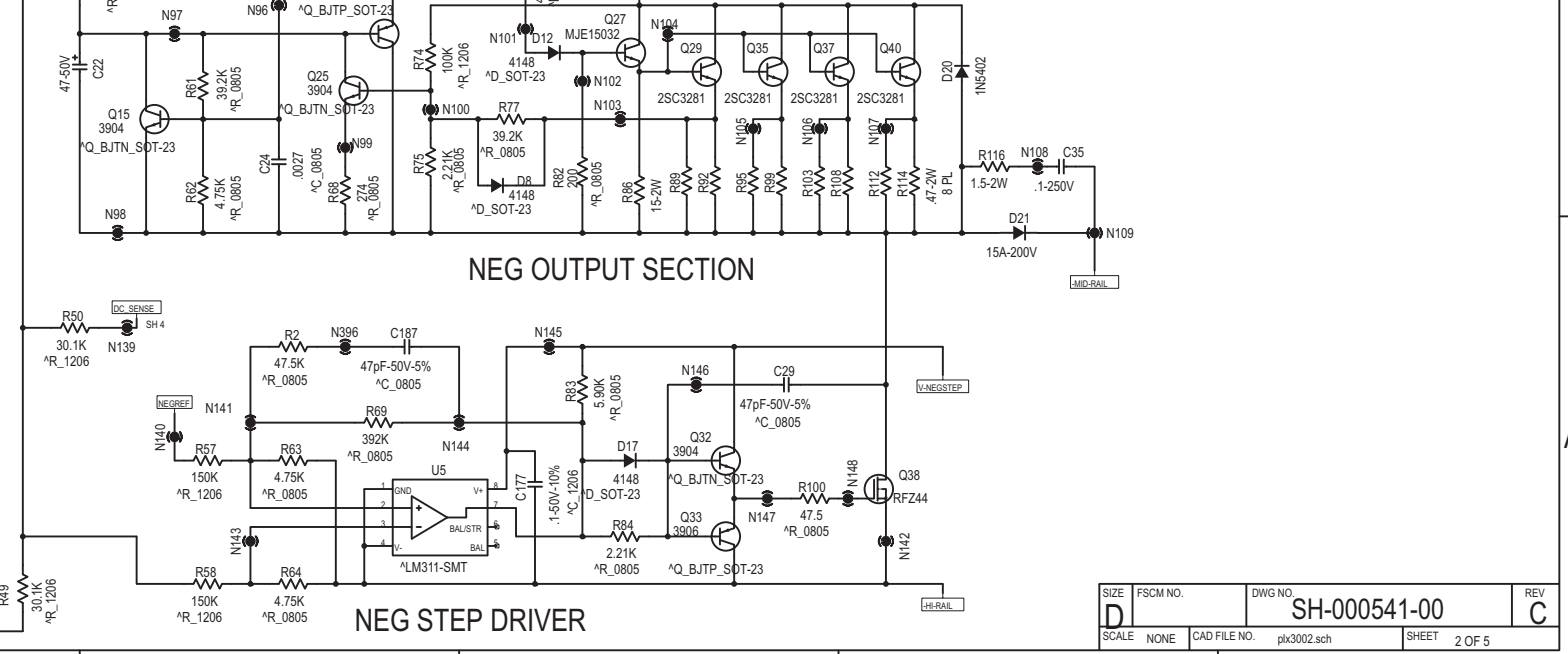 N97
N96
^Q_BJTP_SOT-23
47-50V
C22
+
R61
39.2K
^R_0805
Q25
3904
^Q_BJTN_SOT-23
Q15
3904
^Q_BJTN_SOT-23
R74
100K
^R_1206
N100
N99
C24
.0027
^C_0805
R62
4.75K
^R_0805
R68
274
^R_0805
N98
R75
2.21K
^R_0805
R77
39.2K
^R_0805
D8
4148
^D_SOT-23
N101
D12
4148
^D_SOT-23
Q27
MJE15032
N102
N103
R82
200
^R_0805
R86
15-2W
N104
Q29
2SC3281
Q35
2SC3281
Q37
2SC3281
Q40
2SC3281
R89
R92
N105
R95
R99
N106
R103
R108
N107
R112
R114
.47-2W
8 PL
D20
1N5402
R116
1.5-2W
N108
C35
.1-250V
D21
15A-200V
N109
-MID-RAIL
NEG OUTPUT SECTION
DC_SENSE
SH 4
R50
30.1K
^R_1206
N139
R2
47.5K
^R_0805
N396
C187
47pF-50V-5%
^C_0805
N145
R83
5.90K
^R_0805
N146
C29
47pF-50V-5%
^C_0805
V-NEGSTEP
NEGREF
N140
N141
R69
392K
^R_0805
N144
R57
150K
^R_1206
R63
4.75K
^R_0805
U5
1
GND
2
+
3
-
4
V-
V+
8
7
BAL/STR
6
BAL
5
^LM311-SMT
C177
.1-50V-10%
^C_1206
D17
4148
^D_SOT-23
Q32
3904
^Q_BJTN_SOT-23
R84
2.21K
^R_0805
Q33
3906
^Q_BJTP_SOT-23
N147
R100
47.5
^R_0805
N148
Q38
RFZ44
N142
N143
R58
150K
^R_1206
R64
4.75K
^R_0805
-HI-RAIL
R49
30.1K
^R_1206
NEG STEP DRIVER
SIZE
D
FSCM NO.
DWG NO.
SH-000541-00
REV
C
SCALE NONE
CAD FILE NO. plx3002.sch
SHEET 2 OF 5